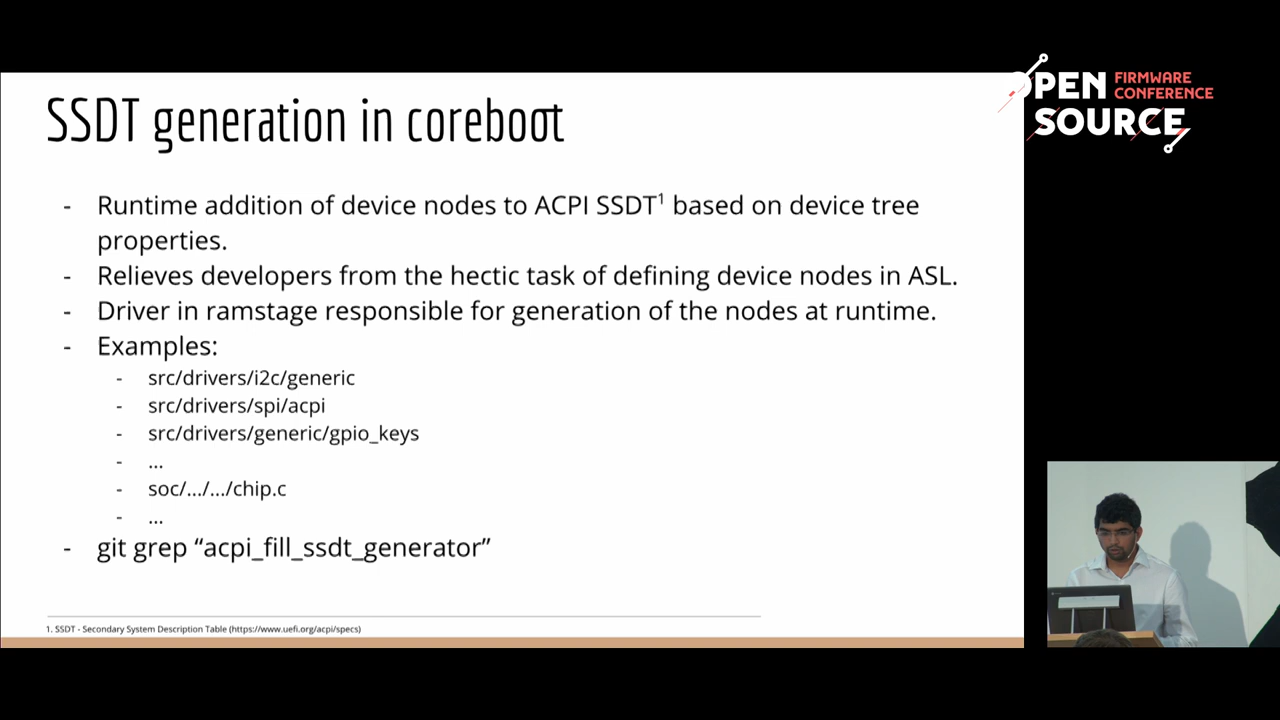 SSDT generation in coreboot
- Runtime addition of device nodes to ACPI SSDT¹ based on device tree
properties.
- Relieves developers from the hectic task of defining device nodes in ASL.
- Driver in ramstage responsible for generation of the nodes at runtime.
- Examples:
- src/drivers/i2c/generic
- src/drivers/spi/acpi
- src/drivers/generic/gpio_keys
- ...
- soc/.../.../chip.c
- ...
- git grep “acpi_fill_ssdt_generator”
1. SSDT - Secondary System Description Table (https://www.uefi.org/acpi/specs)
OPEN FIRMWARE
CONFERENCE
SOURCE